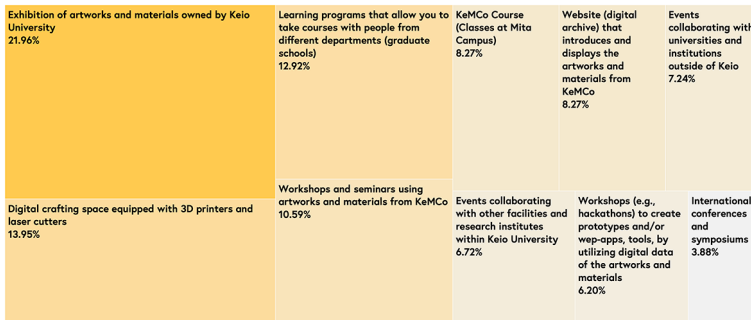 Exhibition of artworks and materials owned by Keio
University
21.96%
Digital crafting space equipped with 3D printers and
laser cutters
13.95%
Learning programs that allow you to
take courses with people from
different departments (graduate
schools)
12.92%
Workshops and seminars using
artworks and materials from KeMCo
10.59%
KeMCo Course
(Classes at Mita
Campus)
8.27%
Website (digital
archive) that
introduces and
displays the
artworks and
materials from
KeMCo
8.27%
Events
collaborating with
universities and
institutions
outside of Keio
7.24%
Events collaborating
with other facilities and
research institutes
within Keio University
6.72%
Workshops (e.g.,
hackathons) to create
prototypes and/or
wep-apps, tools, by
utilizing digital data
of the artworks and
materials
6.20%
International
conferences
and
symposiums
3.88%